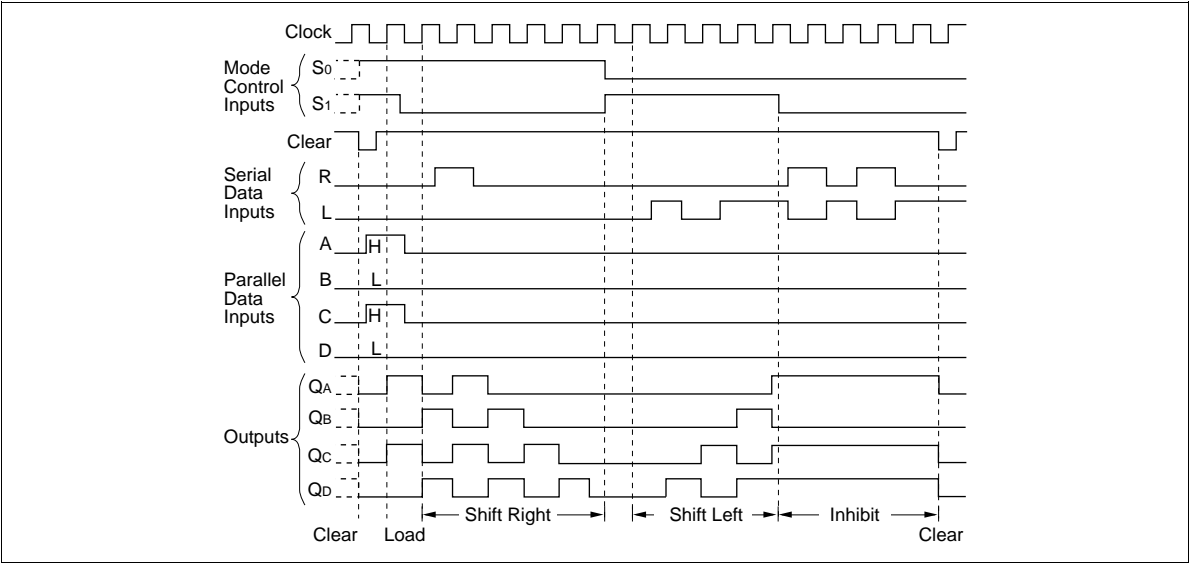 Clock
Mode
Control
Inputs
S0
S1
Clear
Serial
Data
Inputs
R
L
Parallel
Data
Inputs
A
H
B
L
C
H
D
L
Outputs
QA
QB
QC
QD
Shift Right
Shift Left
Inhibit
Clear
Load
Clear